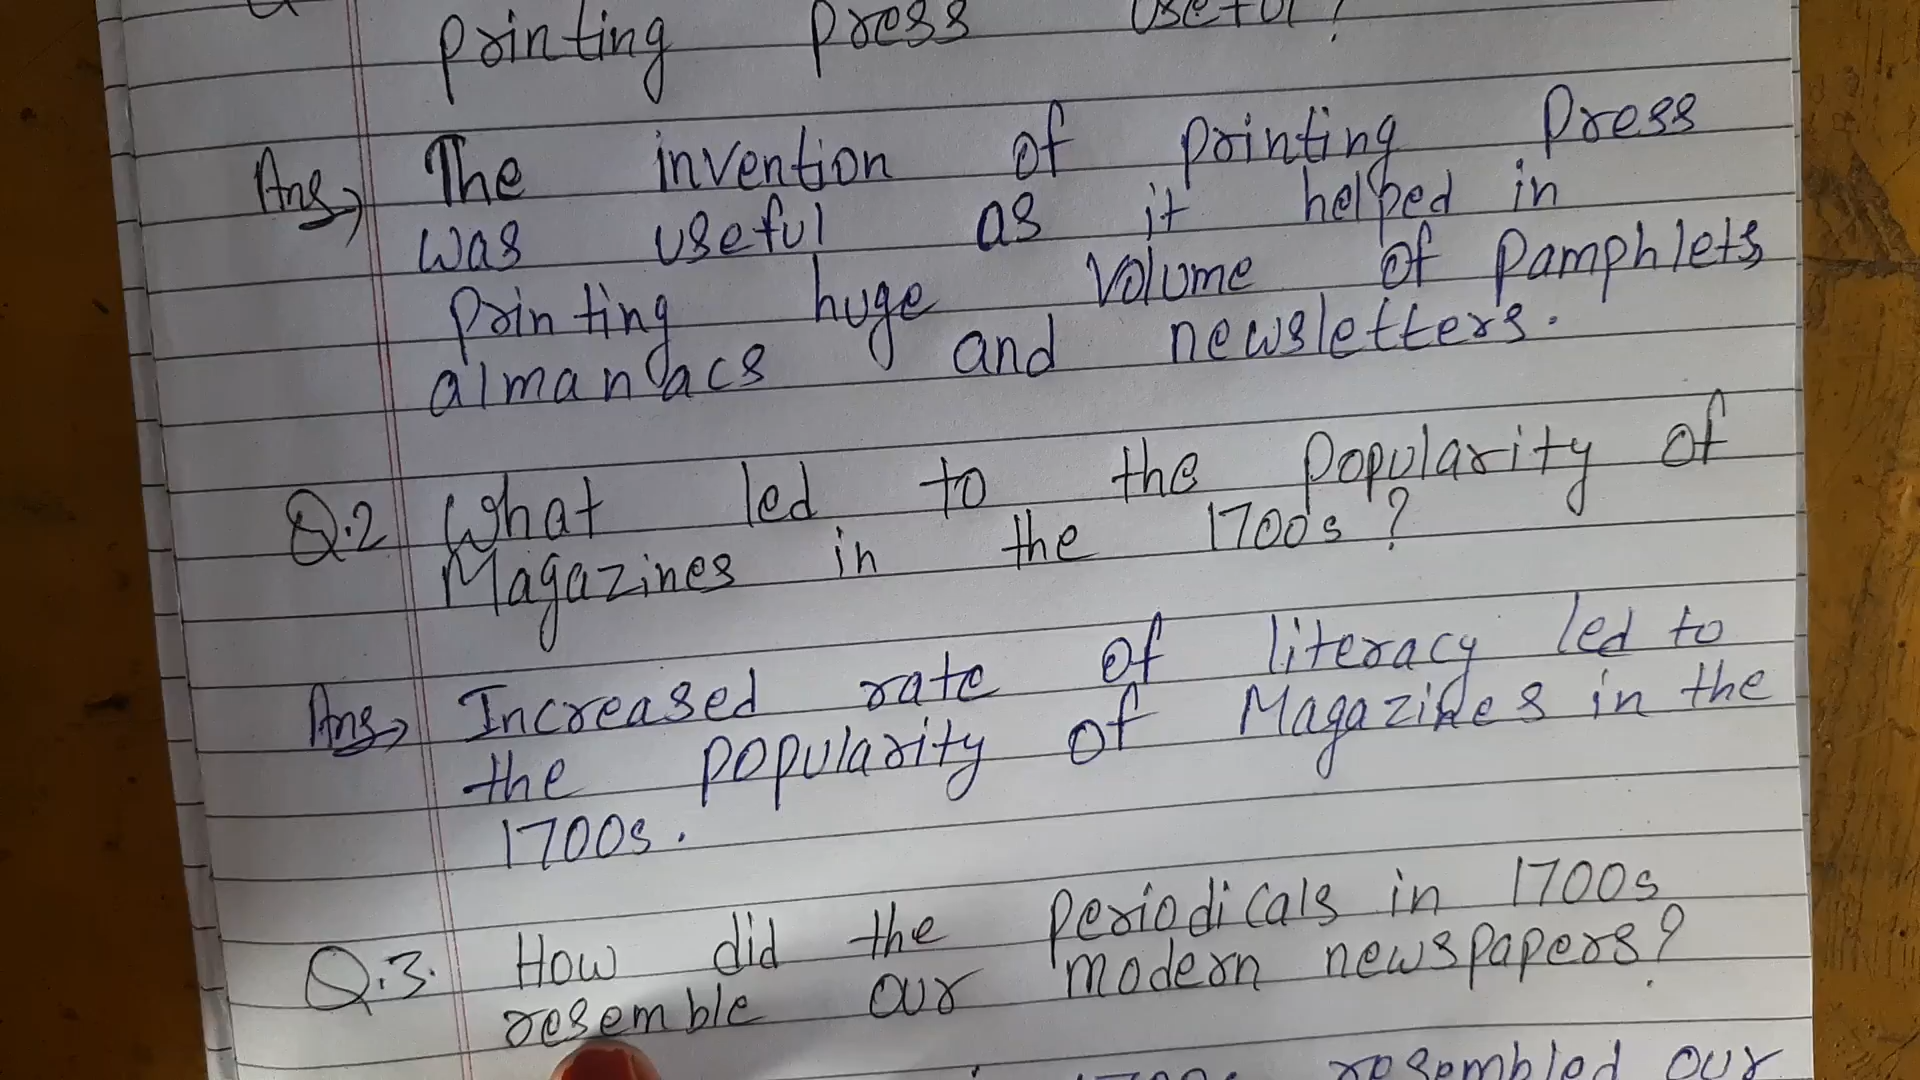 printing press useful?
Ans, The invention of printing Press
was useful as it helped in
printing huge volume of pamphlets
almanacs and newsletters.
Q.2 What led to the popularity of
Magazines in the 1700s?
Ans, Increased rate of literacy led to
the popularity of Magazines in the
1700s.
Q.3. How did the periodicals in 1700s
resemble our modern newspapers?
resembled our